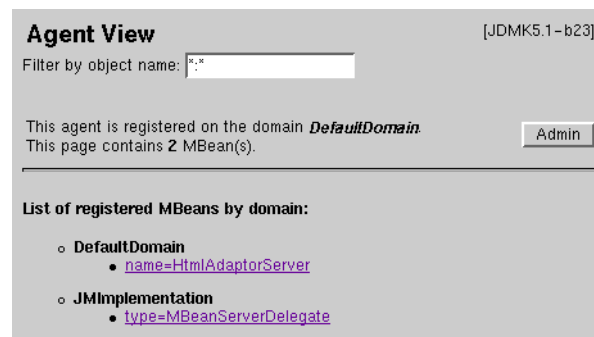 Agent View
[JDMK5.1-b23]
Filter by object name: *:*
This agent is registered on the domain DefaultDomain.
This page contains 2 MBean(s).
Admin
List of registered MBeans by domain:
DefaultDomain
name=HtmlAdaptorServer
JMImplementation
type=MBeanServerDelegate